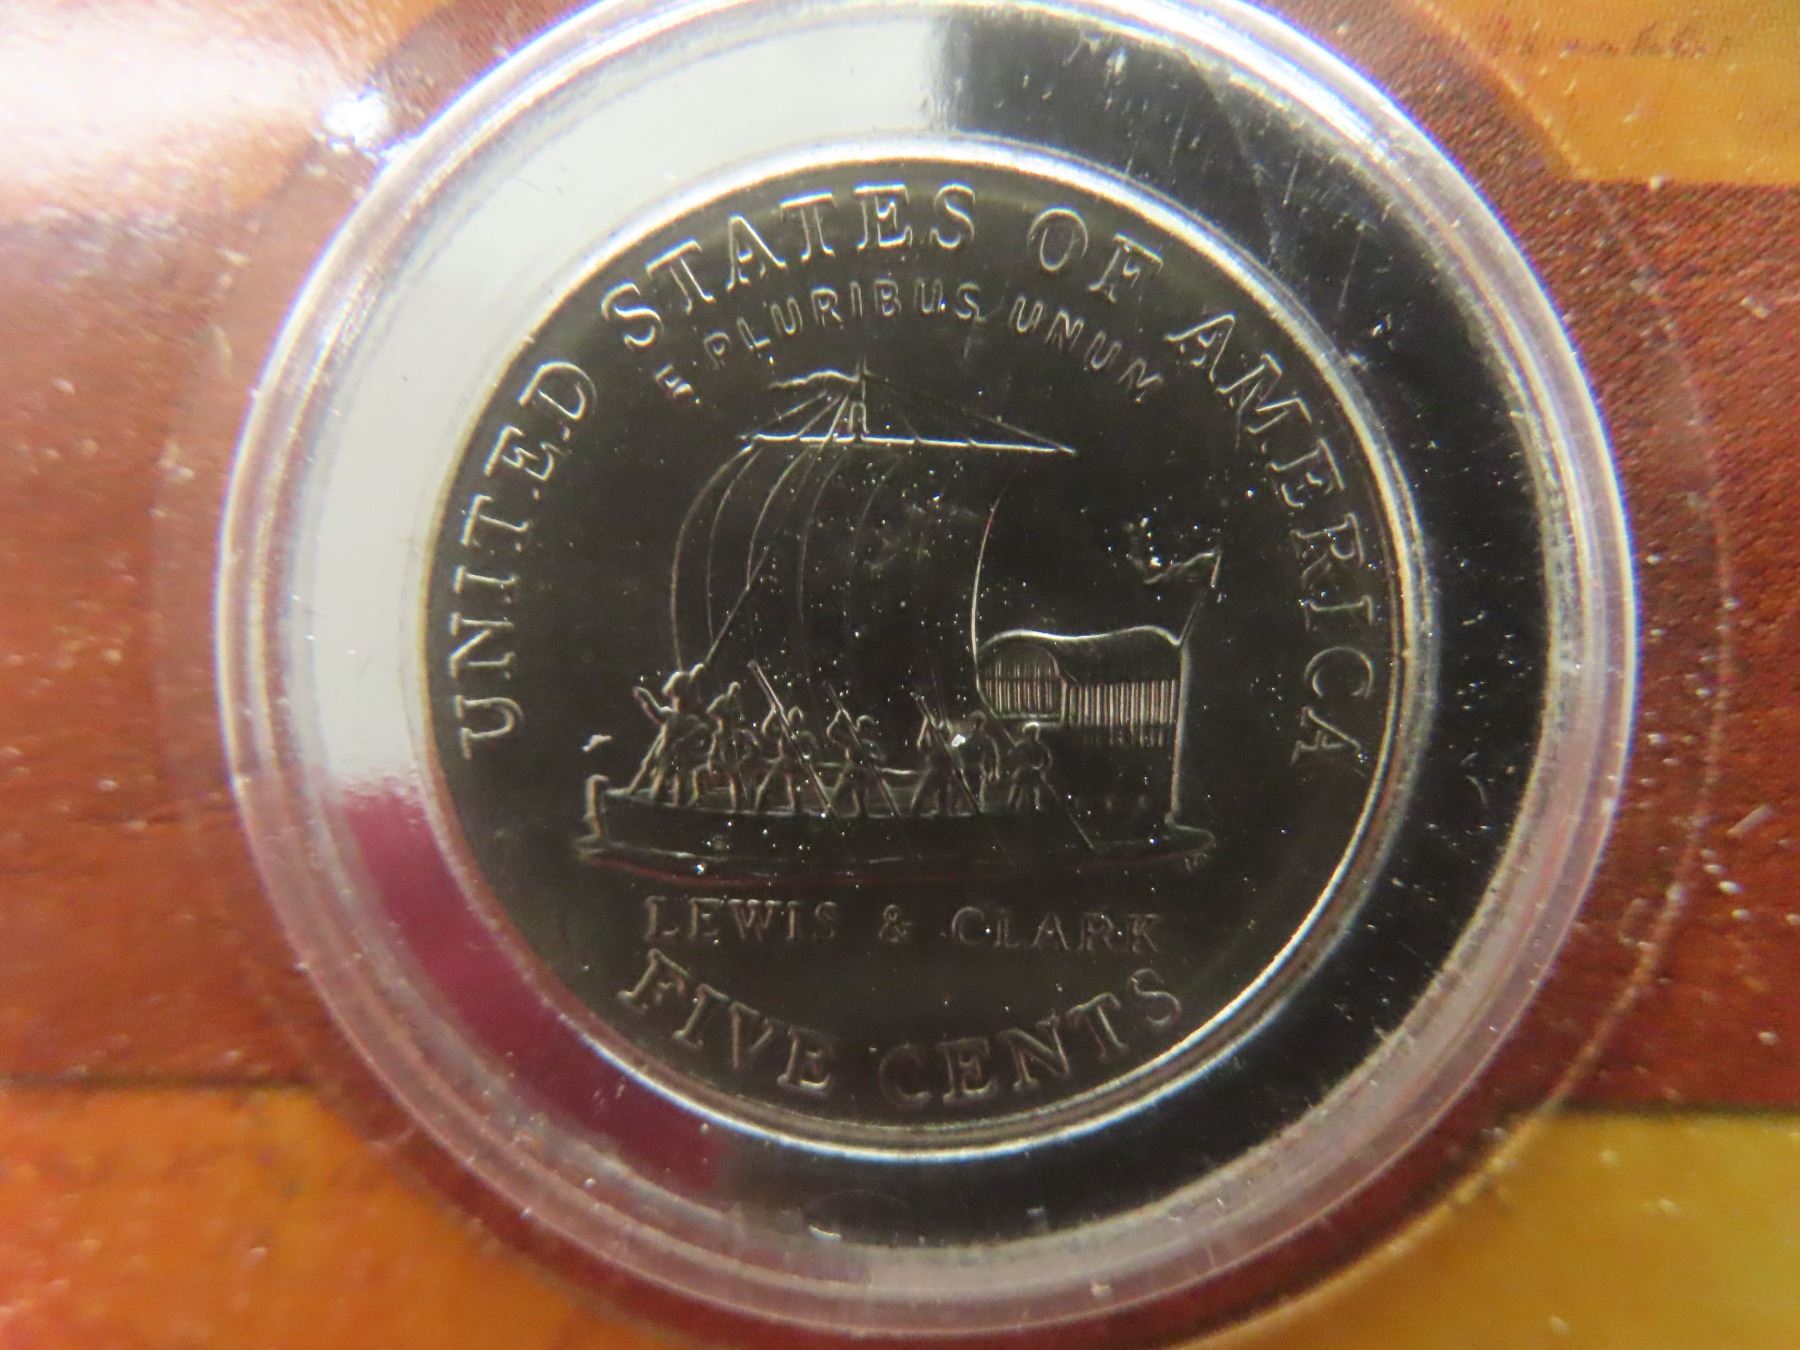 UNITED STATES OF AMERICA
E PLURIBUS UNUM
LEWIS & CLARK
FIVE CENTS